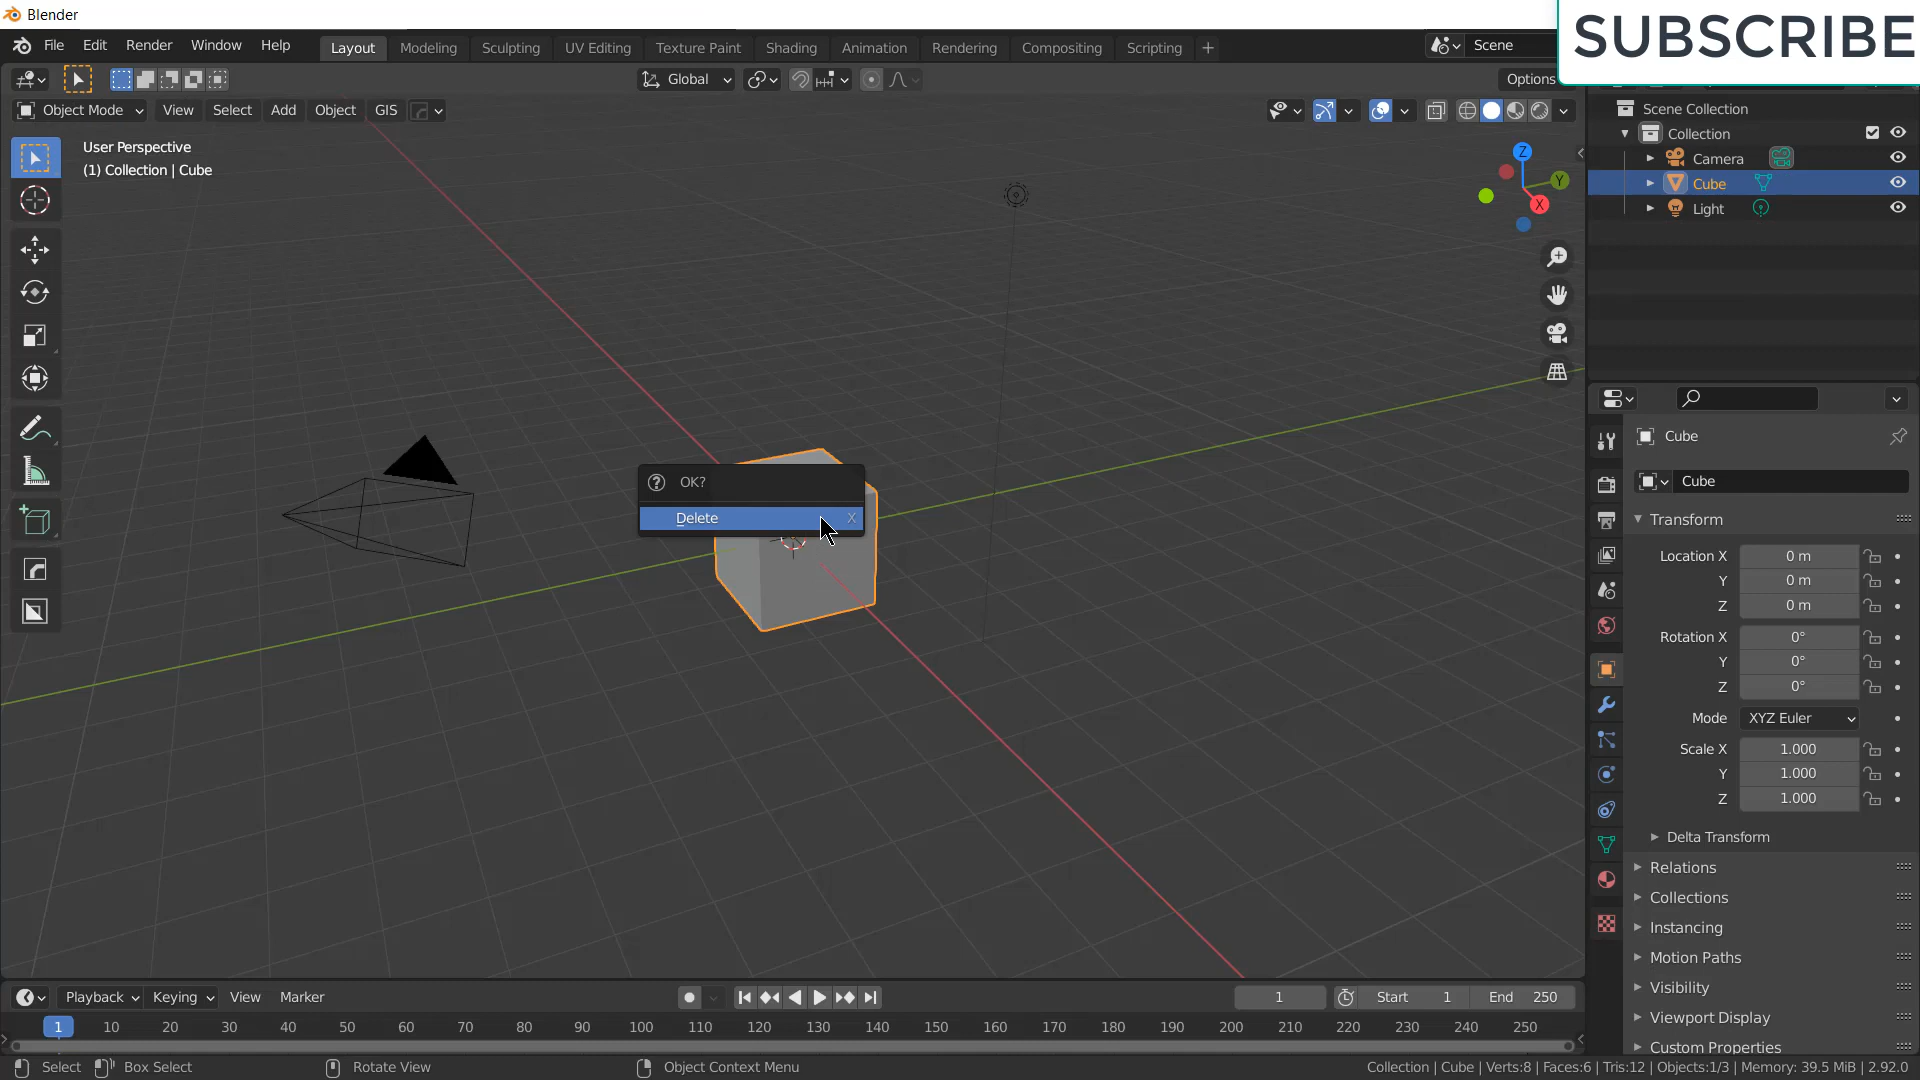 Blender
SUBSCRIBE
File Edit Render Window Help Layout Modeling Sculpting UV Editing Texture Paint Shading Animation Rendering Compositing Scripting + Scene
Global Options
Object Mode View Select Add Object GIS
User Perspective
(1) Collection | Cube
Z
Y
X
Scene Collection
Collection
Camera
Cube
Light
OK?
Delete X
Cube
Cube
Transform
Location X 0 m
Y 0 m
Z 0 m
Rotation X 0°
Y 0°
Z 0°
Mode XYZ Euler
Scale X 1.000
Y 1.000
Z 1.000
Delta Transform
Relations
Collections
Instancing
Motion Paths
Visibility
Viewport Display
Custom Properties
Playback Keying View Marker 1 Start 1 End 250
1 10 20 30 40 50 60 70 80 90 100 110 120 130 140 150 160 170 180 190 200 210 220 230 240 250
Select Box Select Rotate View Object Context Menu Collection | Cube | Verts:8 | Faces:6 | Tris:12 | Objects:1/3 | Memory: 39.5 MiB | 2.92.0